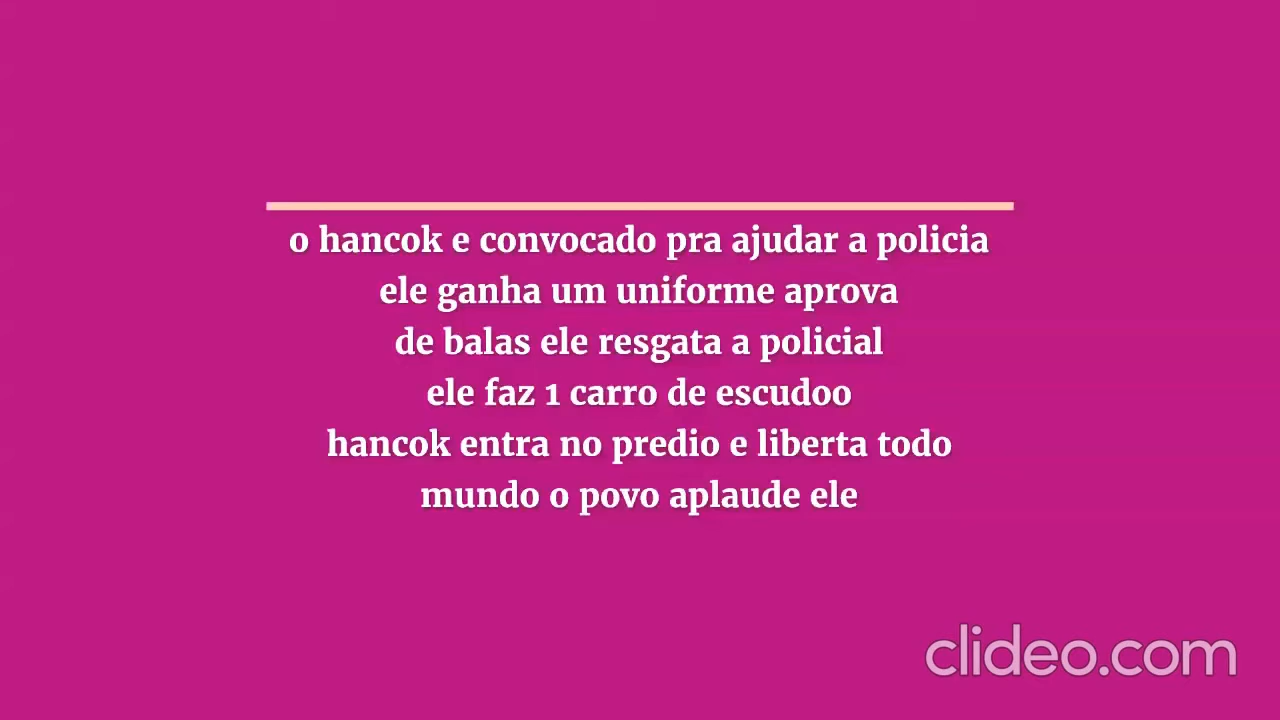 o hancok e convocado pra ajudar a policia
ele ganha um uniforme aprova
de balas ele resgata a policial
ele faz 1 carro de escudoo
hancok entra no predio e liberta todo
mundo o povo aplaude ele
clideo.com